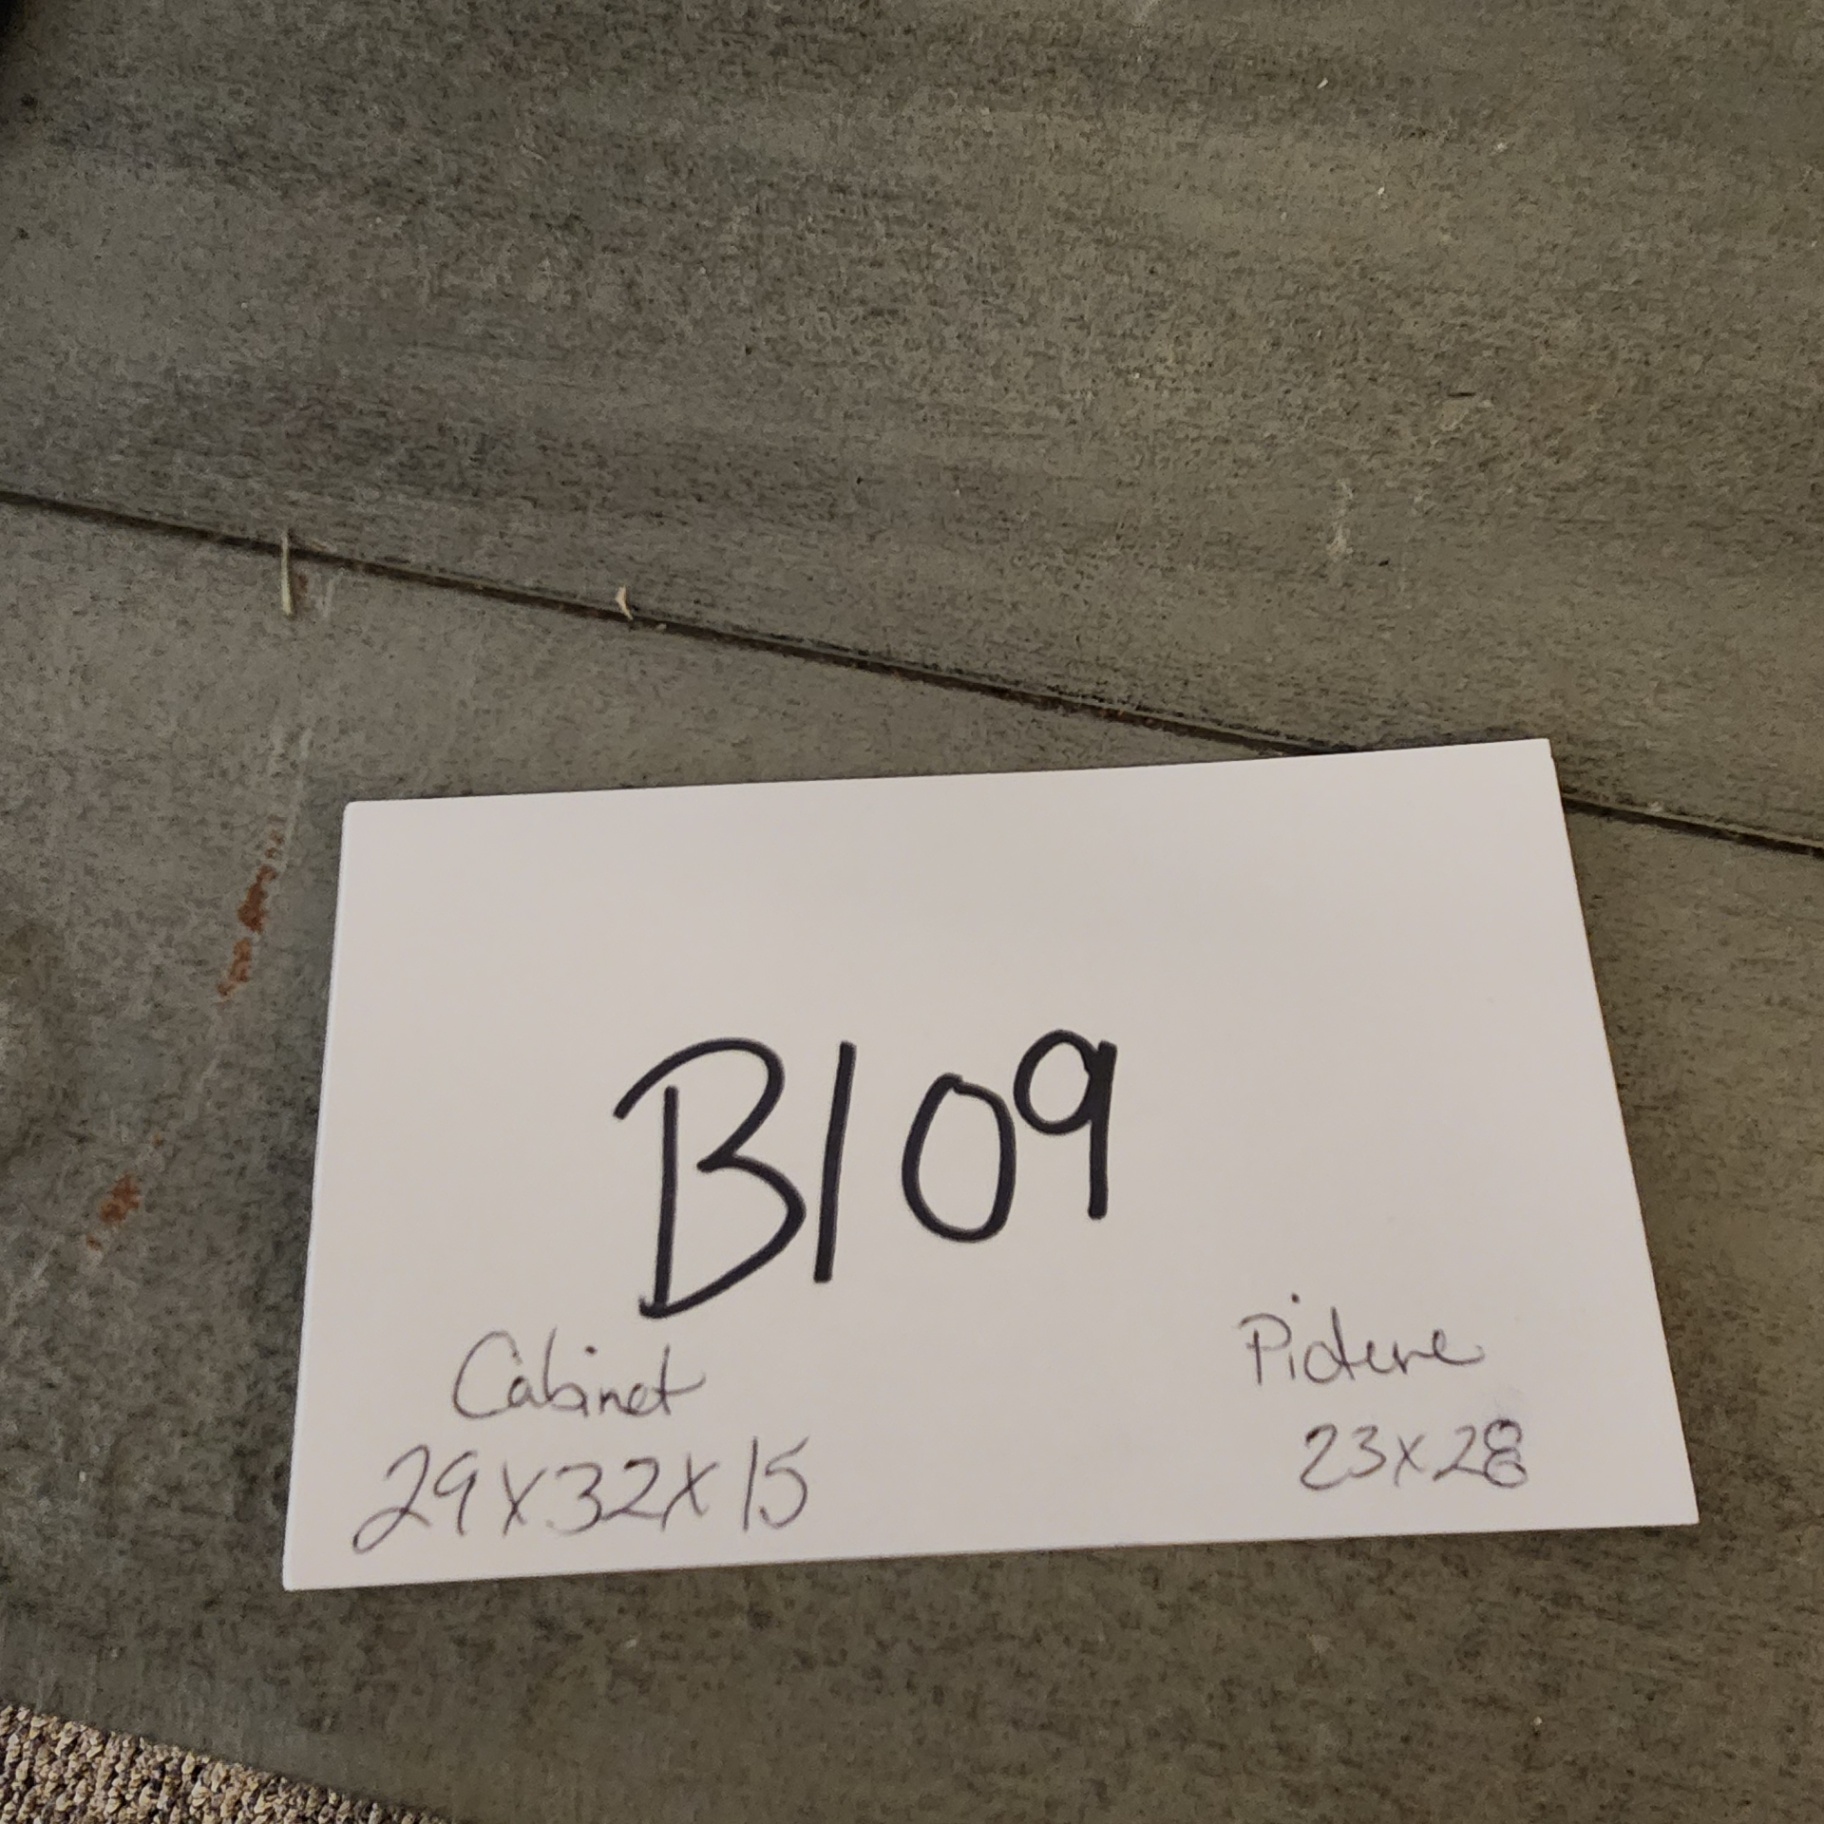 B109
Cabinet
29x32x15
Picture
23x28